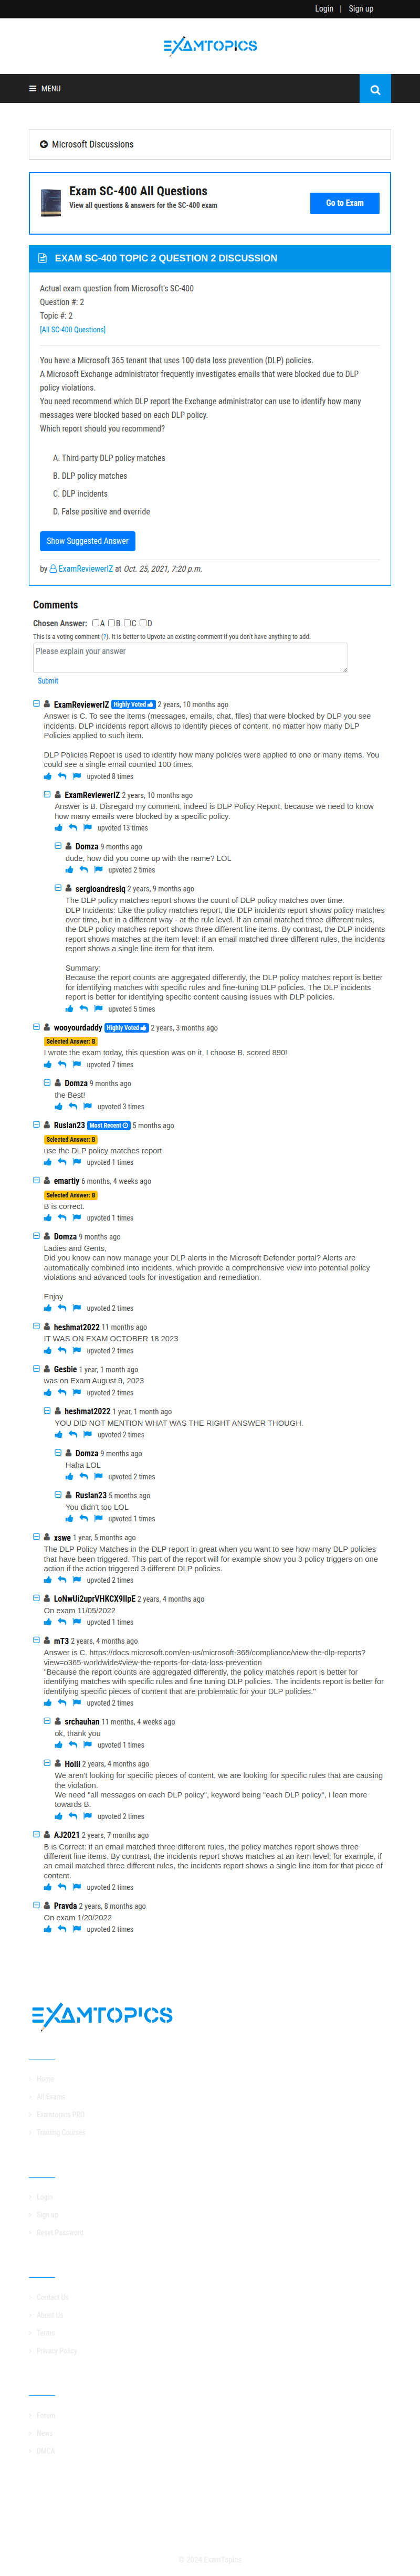 Login | Sign up
EXAMTOPICS
MENU
Microsoft Discussions
Exam SC-400 All Questions
View all questions & answers for the SC-400 exam
Go to Exam
EXAM SC-400 TOPIC 2 QUESTION 2 DISCUSSION
Actual exam question from Microsoft's SC-400
Question #: 2
Topic #: 2
[All SC-400 Questions]
You have a Microsoft 365 tenant that uses 100 data loss prevention (DLP) policies.
A Microsoft Exchange administrator frequently investigates emails that were blocked due to DLP
policy violations.
You need recommend which DLP report the Exchange administrator can use to identify how many
messages were blocked based on each DLP policy.
Which report should you recommend?
A. Third-party DLP policy matches
B. DLP policy matches
C. DLP incidents
D. False positive and override
Show Suggested Answer
by ExamReviewerIZ at Oct. 25, 2021, 7:20 p.m.
Comments
Chosen Answer: A B C D
This is a voting comment (?). It is better to Upvote an existing comment if you don't have anything to add.
Please explain your answer
Submit
ExamReviewerIZ Highly Voted 2 years, 10 months ago
Answer is C. To see the items (messages, emails, chat, files) that were blocked by DLP you see
incidents. DLP incidents report allows to identify pieces of content, no matter how many DLP
Policies applied to such item.
DLP Policies Repoet is used to identify how many policies were applied to one or many items. You
could see a single email counted 100 times.
upvoted 8 times
ExamReviewerIZ 2 years, 10 months ago
Answer is B. Disregard my comment, indeed is DLP Policy Report, because we need to know
how many emails were blocked by a specific policy.
upvoted 13 times
Domza 9 months ago
dude, how did you come up with the name? LOL
upvoted 2 times
sergioandreslq 2 years, 9 months ago
The DLP policy matches report shows the count of DLP policy matches over time.
DLP Incidents: Like the policy matches report, the DLP incidents report shows policy matches
over time, but in a different way - At the item level, if an email matched three different rules,
the DLP policy match report shows three different line items. By contrast, the DLP incidents
report shows matches at the item level: if an email matched three different rules, the incidents
report shows a single line item for that item.
Summary:
Because the report counts are aggregated differently, the DLP policy matches report is better
for identifying matches with specific rules and fine-tuning DLP policies. The DLP incidents
report is better for identifying specific content causing issues with DLP policies.
upvoted 5 times
wooyourdaddy Highly Voted 2 years, 3 months ago
Selected Answer: B
I wrote the exam today, this question was on it, I choose B, scored 890!
upvoted 7 times
Domza 9 months ago
the Best!
upvoted 3 times
Ruslan23 Most Recent 5 months ago
Selected Answer: B
use the DLP policy matches report
upvoted 1 times
emartiy 6 months, 4 weeks ago
Selected Answer: B
B is correct.
upvoted 1 times
Domza 9 months ago
Ladies and Gents,
Did you know can now manage your DLP alerts in the Microsoft Defender portal? Alerts are
automatically combined into incidents, which provide a comprehensive view into potential policy
violations and advanced tools for investigation and remediation.
Enjoy
upvoted 2 times
heshmat2022 11 months ago
IT WAS ON EXAM OCTOBER 18 2023
upvoted 2 times
Gesbie 1 year, 1 month ago
was on Exam August 9, 2023
upvoted 2 times
heshmat2022 1 year, 1 month ago
YOU DID NOT MENTION WHAT WAS THE RIGHT ANSWER THOUGH.
upvoted 2 times
Domza 9 months ago
Haha LOL
upvoted 2 times
Ruslan23 5 months ago
You didn't too LOL
upvoted 1 times
xswe 1 year, 5 months ago
The DLP Policy Matches in the DLP report in great when you want to see how many DLP policies
that have been triggered. This part of the report will for example show you 3 policy triggers on one
action if the action triggered 3 different DLP policies.
upvoted 2 times
LoNwUi2uprVHKCX9IIpE 2 years, 4 months ago
On exam 11/05/2022
upvoted 1 times
mT3 2 years, 4 months ago
Answer is C. https://docs.microsoft.com/en-us/microsoft-365/compliance/view-the-dlp-reports?
view=o365-worldwide#view-the-reports-for-data-loss-prevention
"Because the report counts are aggregated differently, the policy matches report is better for
identifying matches with specific rules and fine tuning DLP policies. The incidents report is better for
identifying specific pieces of content that are problematic for your DLP policies."
upvoted 2 times
srchauhan 11 months, 4 weeks ago
ok, thank you
upvoted 1 times
Holii 2 years, 4 months ago
We aren't looking for specific pieces of content, we are looking for specific rules that are causing
the violation.
We need "all messages on each DLP policy", keyword being "each DLP policy", I lean more
towards B.
upvoted 2 times
AJ2021 2 years, 7 months ago
B is Correct: if an email matched three different rules, the policy matches report shows three
different line items. By contrast, the incidents report shows matches at an item level; for example, if
an email matched three different rules, the incidents report shows a single line item for that piece of
content.
upvoted 2 times
Pravda 2 years, 8 months ago
On exam 1/20/2022
upvoted 2 times
EXAMTOPICS
Home
All Exams
Examtopics PRO
Training Courses
Login
Sign up
Reset Password
Contact Us
About Us
Terms
Privacy Policy
Forum
News
DMCA
© 2024 ExamTopics